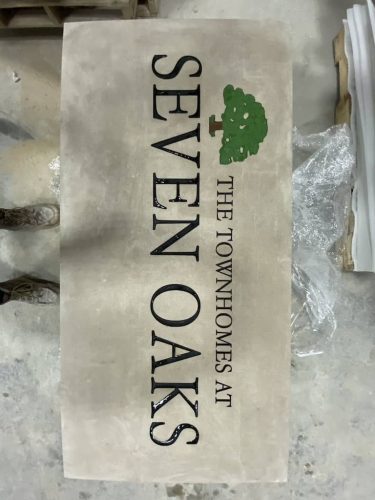 THE TOWNHOMES AT
SEVEN OAKS